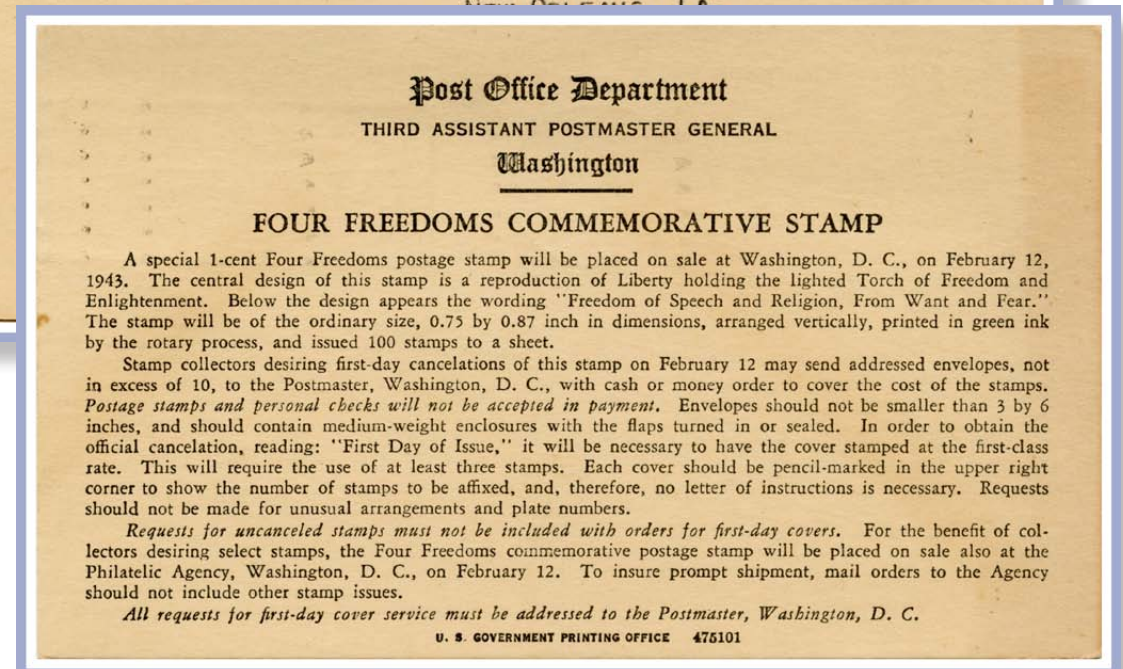 Post Office Department
THIRD ASSISTANT POSTMASTER GENERAL
Washington
FOUR FREEDOMS COMMEMORATIVE STAMP
A special 1-cent Four Freedoms postage stamp will be placed on sale at Washington, D. C., on February 12,
1943. The central design of this stamp is a reproduction of Liberty holding the lighted Torch of Freedom and
Enlightenment. Below the design appears the wording "Freedom of Speech and Religion, From Want and Fear."
The stamp will be of the ordinary size, 0.75 by 0.87 inch in dimensions, arranged vertically, printed in green ink
by the rotary process, and issued 100 stamps to a sheet.
Stamp collectors desiring first-day cancelations of this stamp on February 12 may send addressed envelopes, not
in excess of 10, to the Postmaster, Washington, D. C., with cash or money order to cover the cost of the stamps.
Postage stamps and personal checks will not be accepted in payment. Envelopes should not be smaller than 3 by 6
inches, and should contain medium-weight enclosures with the flaps turned in or sealed. In order to obtain the
official cancelation, reading: "First Day of Issue," it will be necessary to have the cover stamped at the first-class
rate. This will require the use of at least three stamps. Each cover should be pencil-marked in the upper right
corner to show the number of stamps to be affixed, and, therefore, no letter of instructions is necessary. Requests
should not be made for unusual arrangements and plate numbers.
Requests for uncanceled stamps must not be included with orders for first-day covers. For the benefit of col-
lectors desiring select stamps, the Four Freedoms commemorative postage stamp will be placed on sale also at the
Philatelic Agency, Washington, D. C., on February 12. To insure prompt shipment, mail orders to the Agency
should not include other stamp issues.
All requests for first-day cover service must be addressed to the Postmaster, Washington, D. C.
U. S. GOVERNMENT PRINTING OFFICE 475101